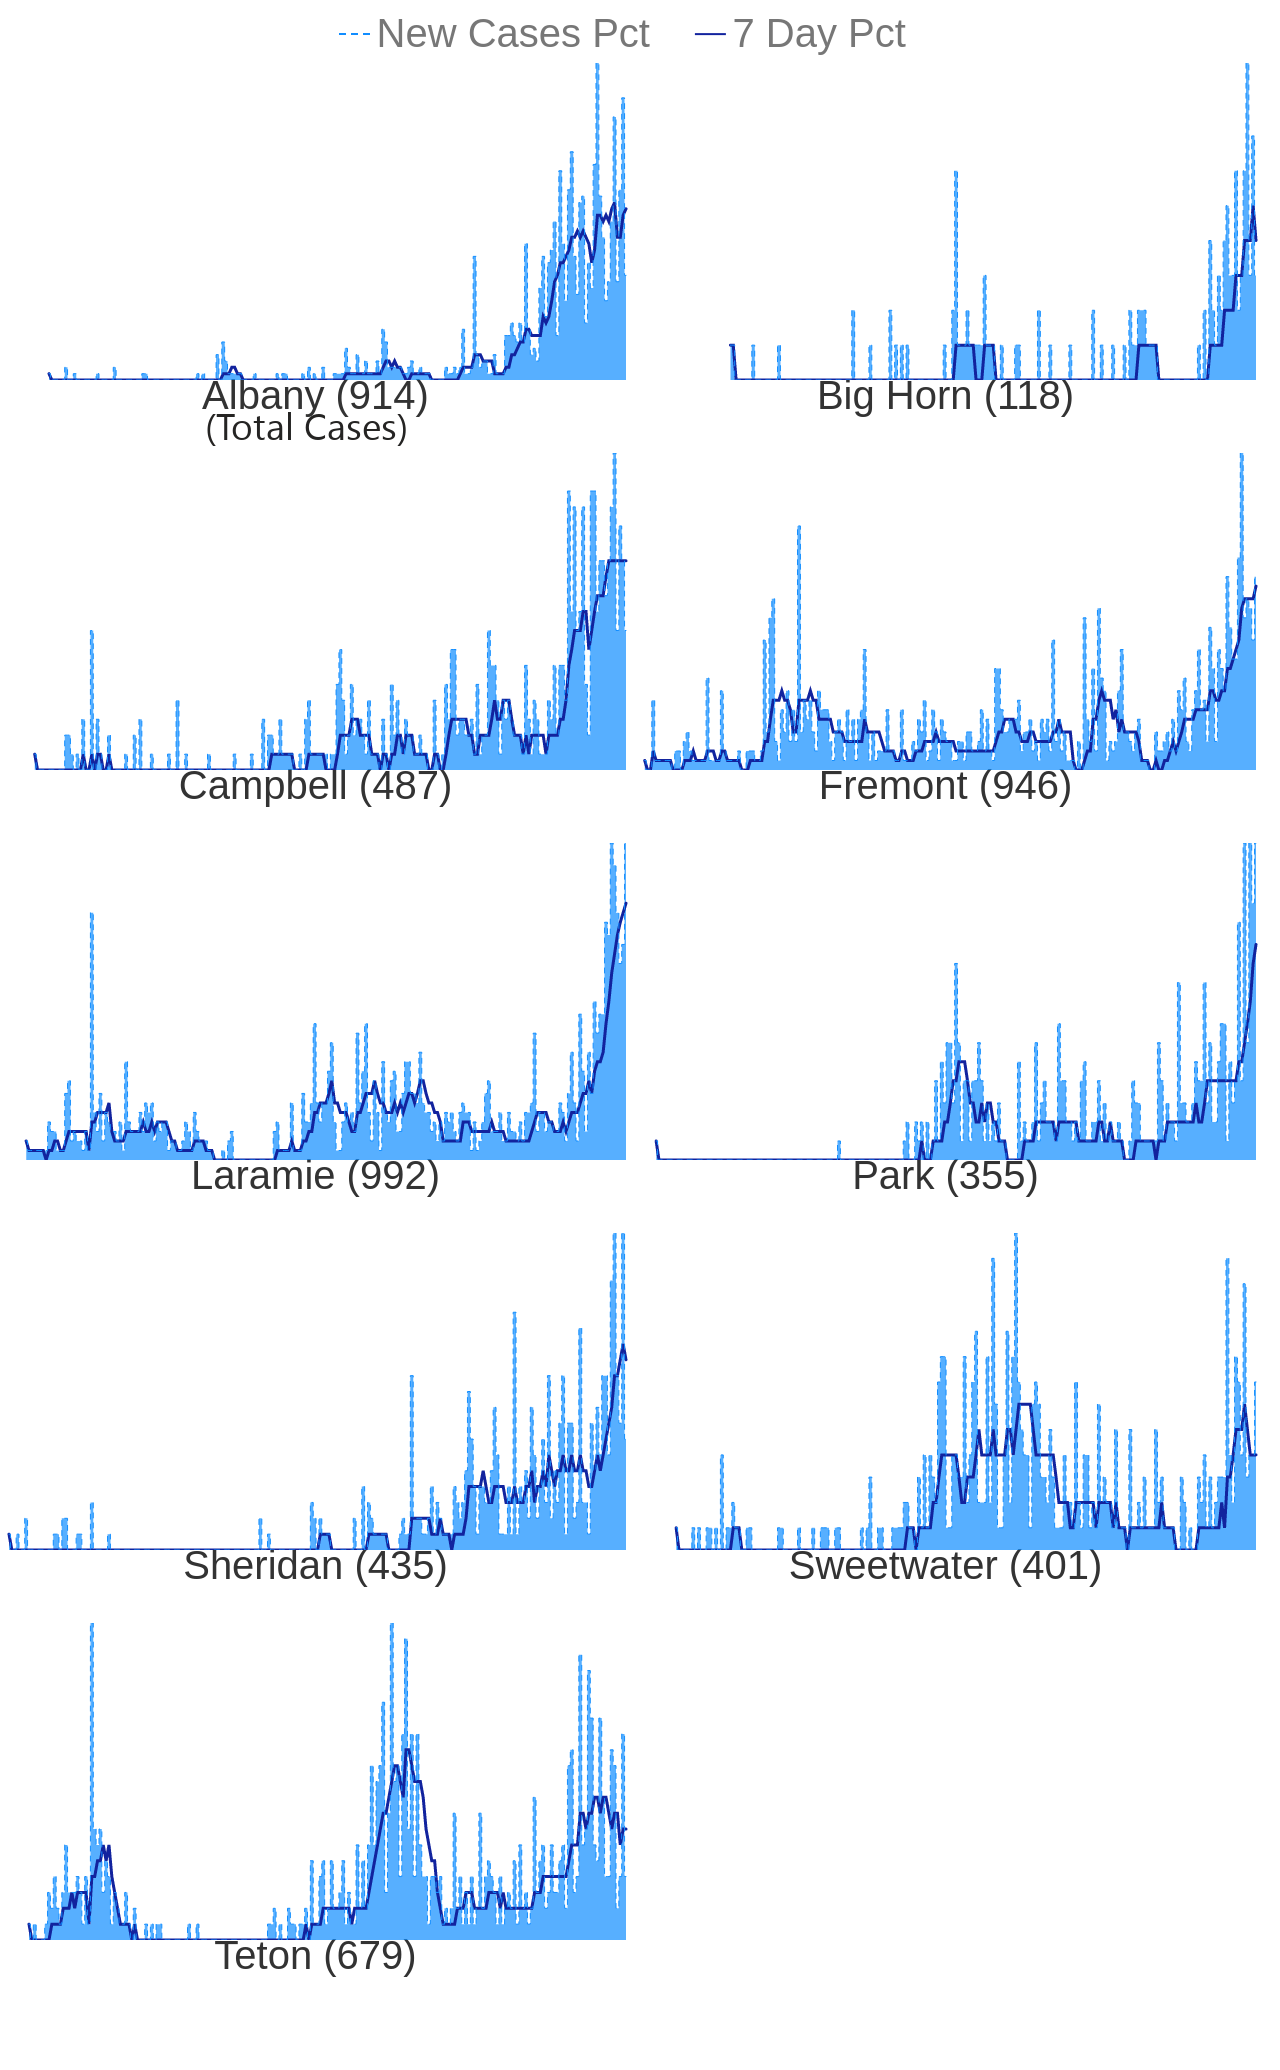 New Cases Pct 7 Day Pct
Albany (914) Big Horn (118)
(Total Cases)
Campbell (487) Fremont (946)
Laramie (992) Park (355)
Sheridan (435) Sweetwater (401)
Teton (679)